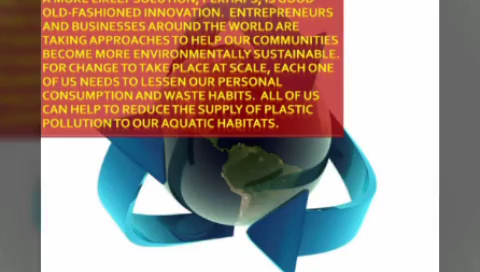 A MORE LIKELY SOLUTION, PERHAPS, IS GOOD
OLD-FASHIONED INNOVATION.  ENTREPRENEURS
AND BUSINESSES AROUND THE WORLD ARE
TAKING APPROACHES TO HELP OUR COMMUNITIES
BECOME MORE ENVIRONMENTALLY SUSTAINABLE.
FOR CHANGE TO TAKE PLACE AT SCALE, EACH ONE
OF US NEEDS TO LESSEN OUR PERSONAL
CONSUMPTION AND WASTE HABITS.  ALL OF US
CAN HELP TO REDUCE THE SUPPLY OF PLASTIC
POLLUTION TO OUR AQUATIC HABITATS.